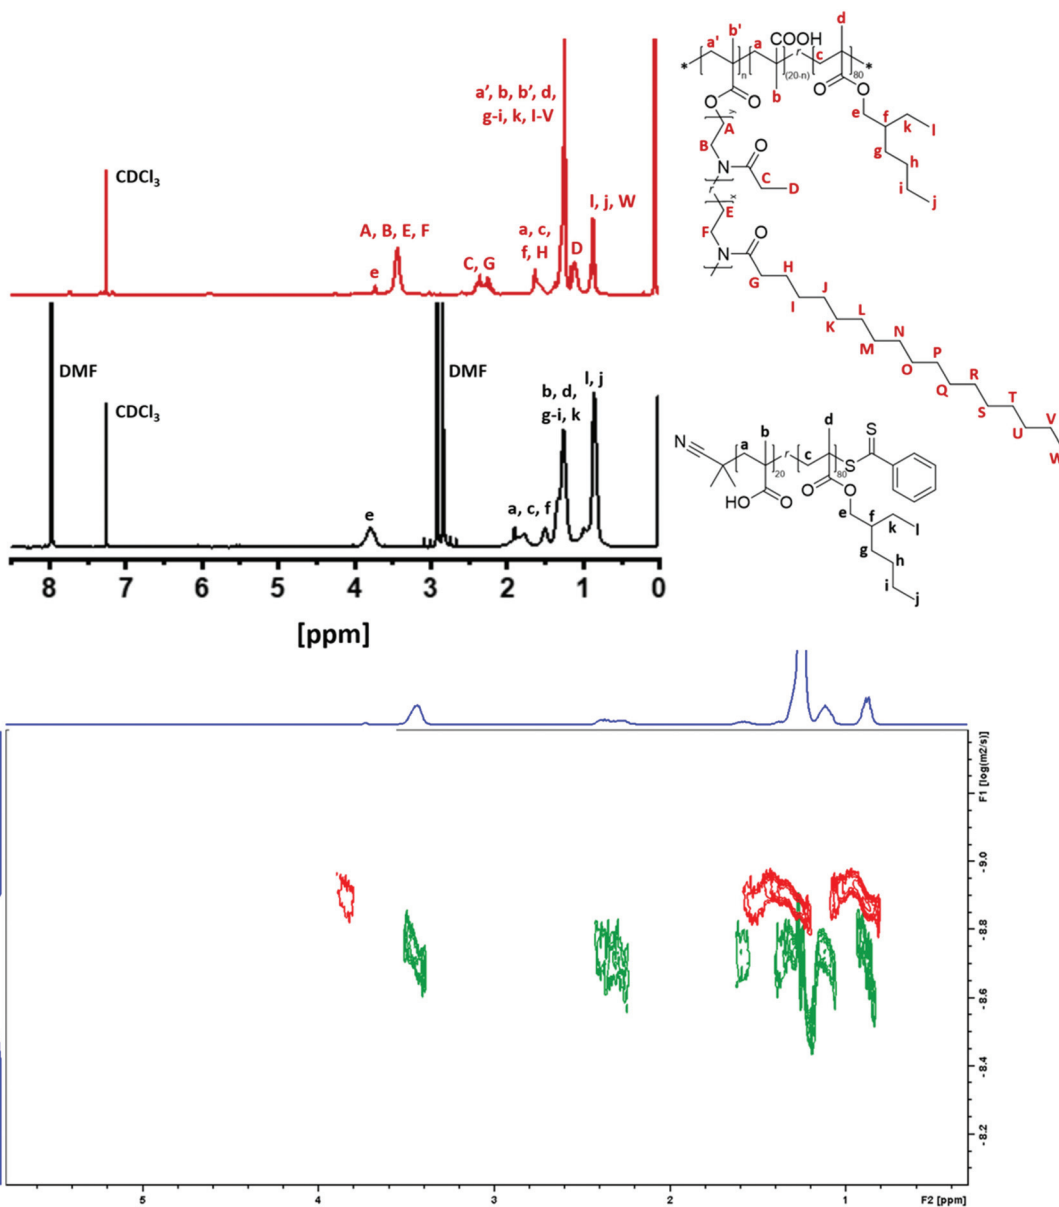 a', b, b', d,
g-i, k, I-V
CDCl3
A, B, E, F
e
C, G
a, c,
f, H
D
l, j, W
DMF
CDCl3
DMF
e
a, c, f
b, d,
g-i, k
l, j
8 7 6 5 4 3 2 1 0
[ppm]
a' b' a COOH c d
* n (20-n) r 80 *
b
O O O O
y
A e f k l
B g h
N O i j
r C D
x
E
F O
N
G H
I J
K L
M N
O P
Q R
S T
U V
W
N a b r c d S
20 80 S
HO O O O
e f k l
g h
i j
F1 [log(m2/s)]
-9.0
-8.8
-8.6
-8.4
-8.2
5 4 3 2 1 F2 [ppm]